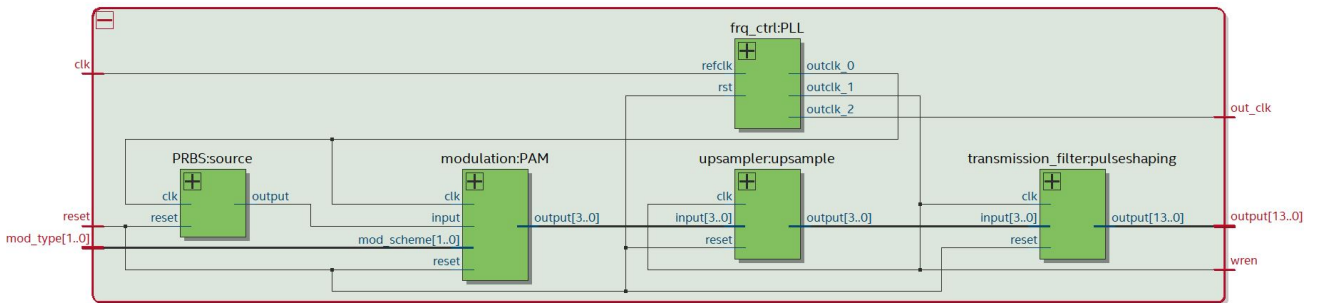 frq_ctrl:PLL
clk
refclk
outclk_0
rst
outclk_1
outclk_2
out_clk
PRBS:source
modulation:PAM
upsampler:upsample
transmission_filter:pulseshaping
clk
output
clk
clk
clk
reset
reset
input
output[3..0]
input[3..0]
output[3..0]
input[3..0]
output[13..0]
output[13..0]
mod_type[1..0]
mod_scheme[1..0]
reset
reset
reset
wren